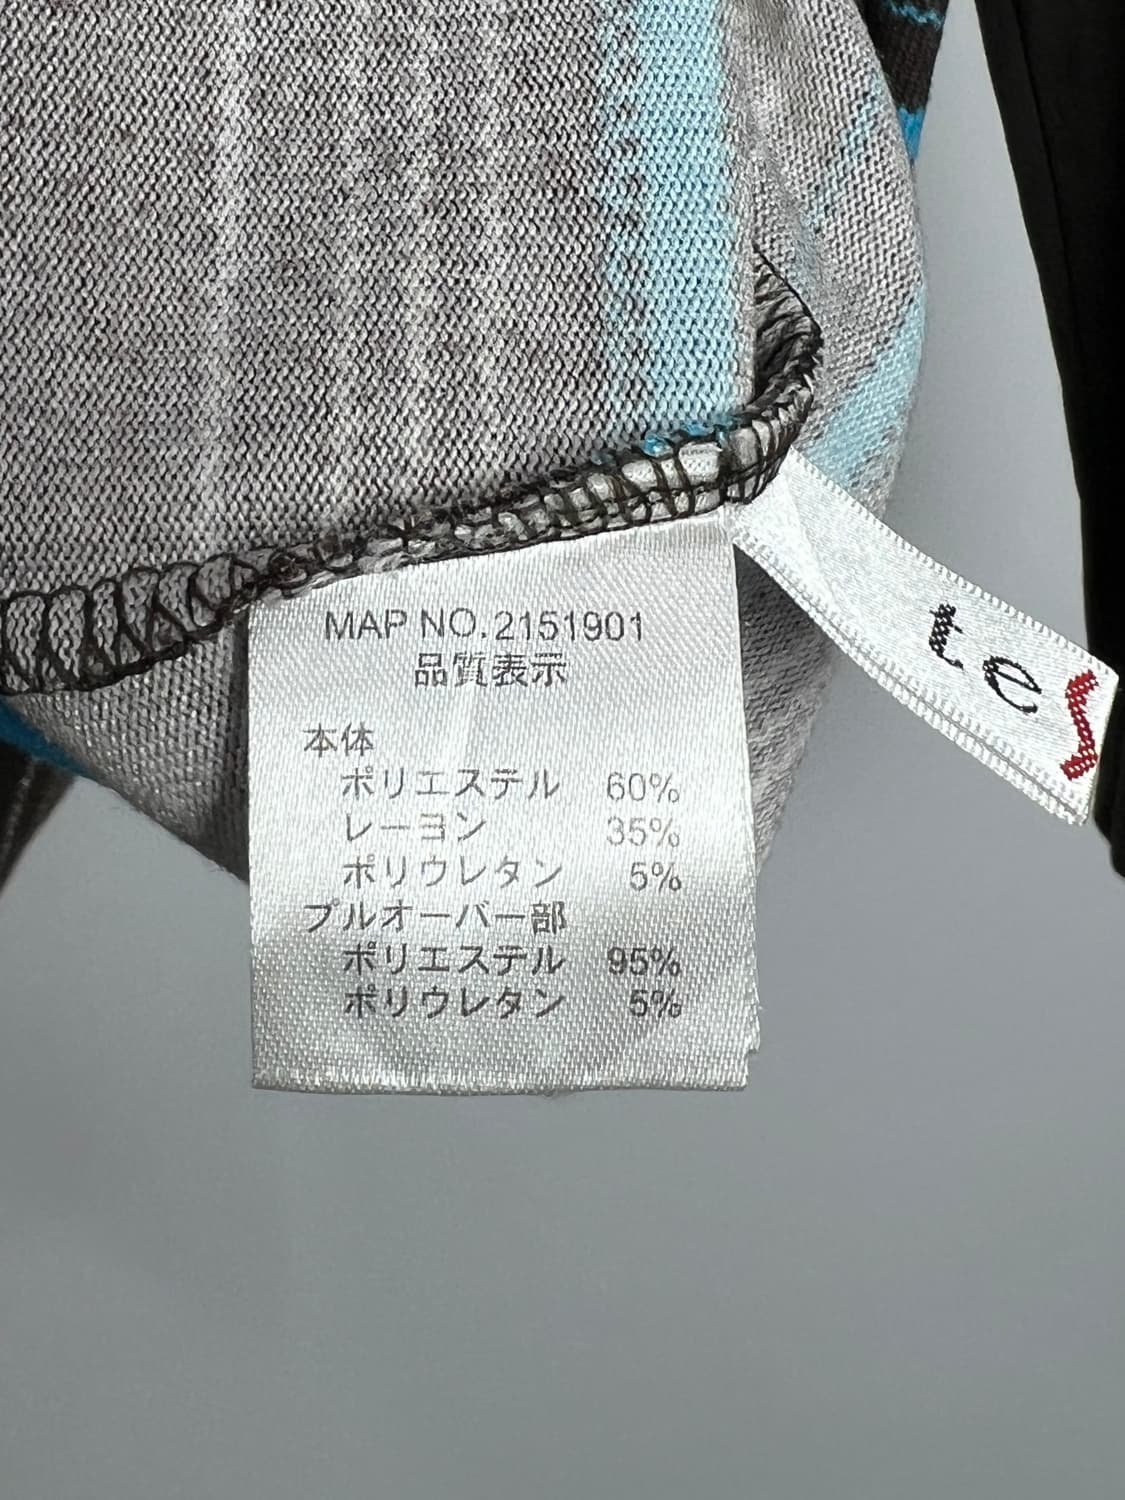 MAP NO.2151901
品質表示
本体
ポリエステル 60%
レーヨン 35%
ポリウレタン 5%
プルオーバー部
ポリエステル 95%
ポリウレタン 5%
te